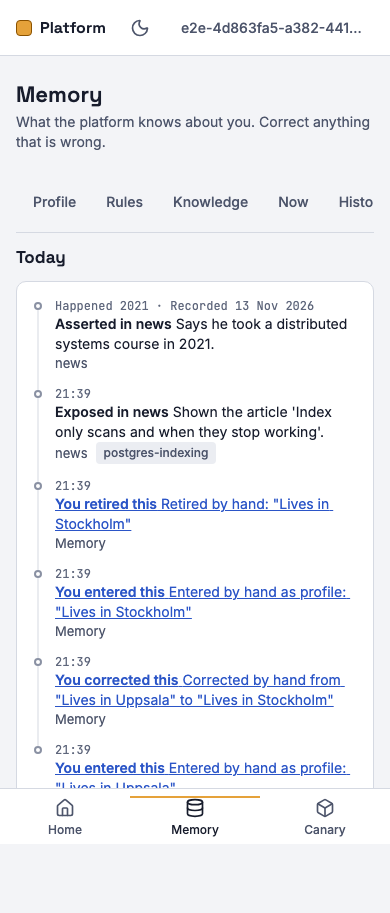 Platform
e2e-4d863fa5-a382-441...
Memory
What the platform knows about you. Correct anything
that is wrong.
Profile Rules Knowledge Now Histo
Today
Happened 2021 · Recorded 13 Nov 2026
Asserted in news Says he took a distributed
systems course in 2021.
news
21:39
Exposed in news Shown the article 'Index
only scans and when they stop working'.
news postgres-indexing
21:39
You retired this Retired by hand: "Lives in
Stockholm"
Memory
21:39
You entered this Entered by hand as profile:
"Lives in Stockholm"
Memory
21:39
You corrected this Corrected by hand from
"Lives in Uppsala" to "Lives in Stockholm"
Memory
21:39
You entered this Entered by hand as profile:
"Lives in Uppsala"
Home Memory Canary